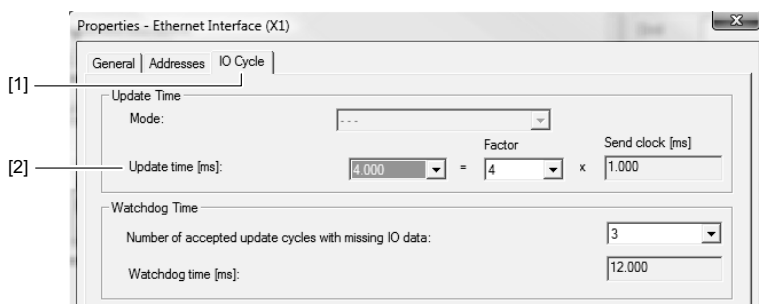 Properties - Ethernet Interface (X1)
General Addresses IO Cycle
[1]
Update Time
Mode: ---
Factor Send clock [ms]
[2] Update time [ms]: 4.000 = 4 x 1.000
Watchdog Time
Number of accepted update cycles with missing IO data: 3
Watchdog time [ms]: 12.000